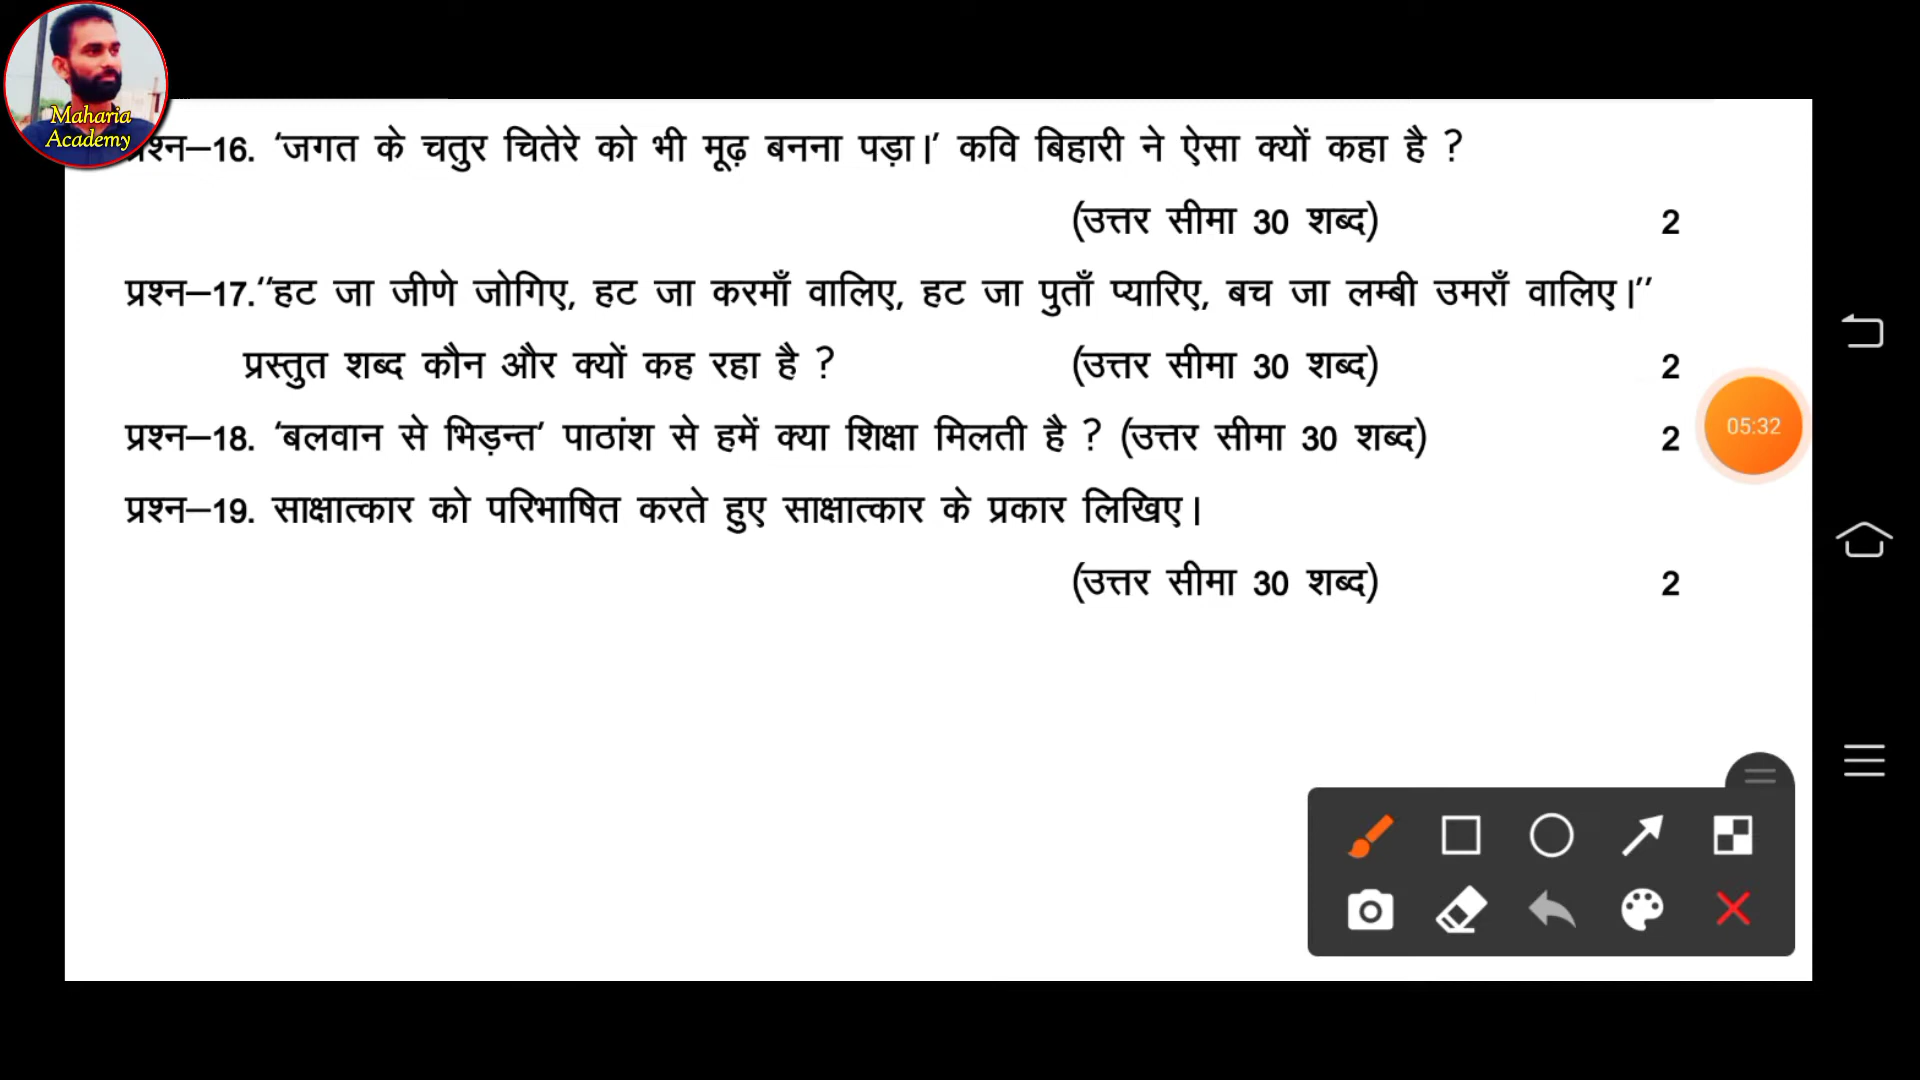 Maharia
Academy
प्रश्न–16. ‘जगत के चतुर चितेरे को भी मूढ़ बनना पड़ा।’ कवि बिहारी ने ऐसा क्यों कहा है ?
(उत्तर सीमा 30 शब्द) 2
प्रश्न–17.‘‘हट जा जीणे जोगिए, हट जा करमाँ वालिए, हट जा पुताँ प्यारिए, बच जा लम्बी उमराँ वालिए।’’
प्रस्तुत शब्द कौन और क्यों कह रहा है ? (उत्तर सीमा 30 शब्द) 2
प्रश्न–18. ‘बलवान से भिड़न्त’ पाठांश से हमें क्या शिक्षा मिलती है ? (उत्तर सीमा 30 शब्द) 2
05:32
प्रश्न–19. साक्षात्कार को परिभाषित करते हुए साक्षात्कार के प्रकार लिखिए।
(उत्तर सीमा 30 शब्द) 2